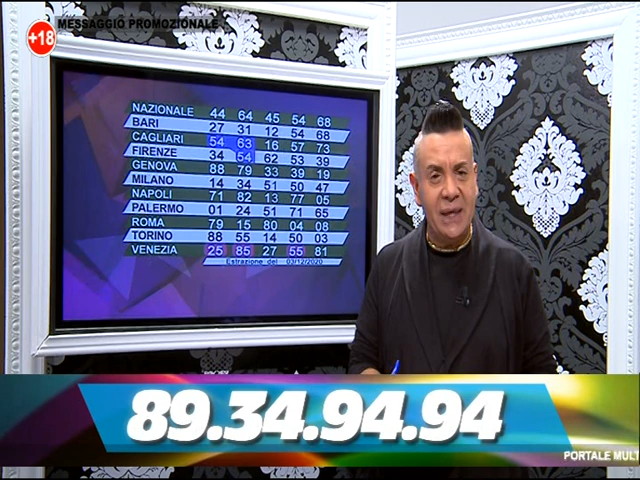 +18 MESSAGGIO PROMOZIONALE
NAZIONALE 44 64 45 54 68
BARI 27 31 12 54 68
CAGLIARI 54 63 16 57 73
FIRENZE 34 54 62 53 39
GENOVA 88 79 33 39 19
MILANO 14 34 51 50 47
NAPOLI 71 82 13 77 05
PALERMO 01 24 51 71 65
ROMA 79 15 80 04 08
TORINO 88 55 14 50 03
VENEZIA 25 85 27 55 81
Estrazione del 03/12/2020
89.34.94.94
PORTALE MULT